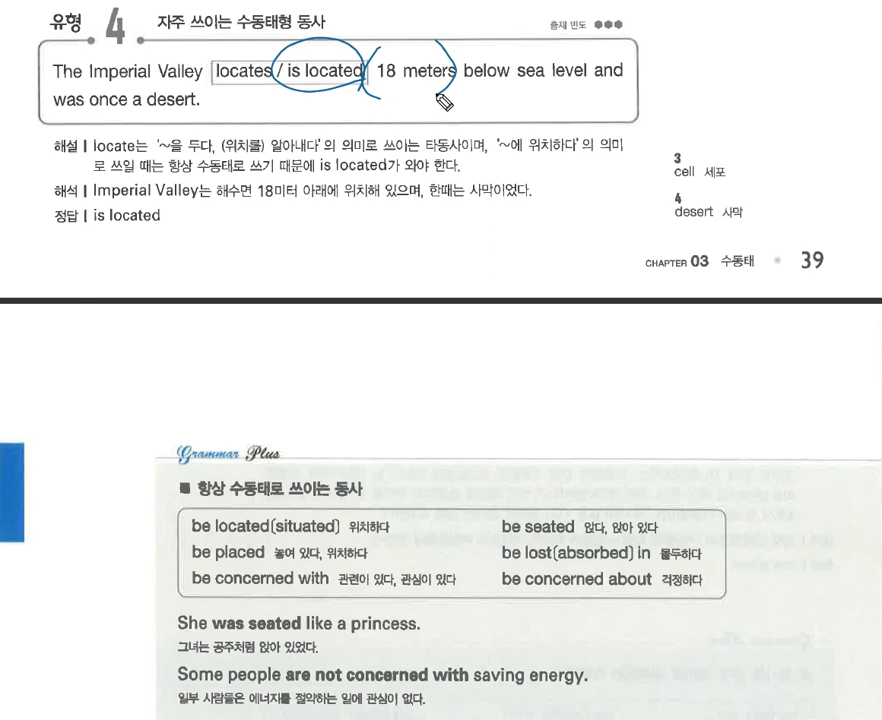 유형 4 자주 쓰이는 수동태형 동사 출제 빈도 ●●●
The Imperial Valley locates / is located 18 meters below sea level and
was once a desert.
해설 | locate는 '~을 두다, (위치를) 알아내다'의 의미로 쓰이는 타동사이며, '~에 위치하다'의 의미
로 쓰일 때는 항상 수동태로 쓰기 때문에 is located가 와야 한다.
해석 | Imperial Valley는 해수면 18미터 아래에 위치해 있으며, 한때는 사막이었다.
정답 | is located
3
cell 세포
4
desert 사막
CHAPTER 03 수동태 39
Grammar Plus
■ 항상 수동태로 쓰이는 동사
be located(situated) 위치하다 be seated 앉다, 앉아 있다
be placed 놓여 있다, 위치하다 be lost(absorbed) in 몰두하다
be concerned with 관련이 있다, 관심이 있다 be concerned about 걱정하다
She was seated like a princess.
그녀는 공주처럼 앉아 있었다.
Some people are not concerned with saving energy.
일부 사람들은 에너지를 절약하는 일에 관심이 없다.